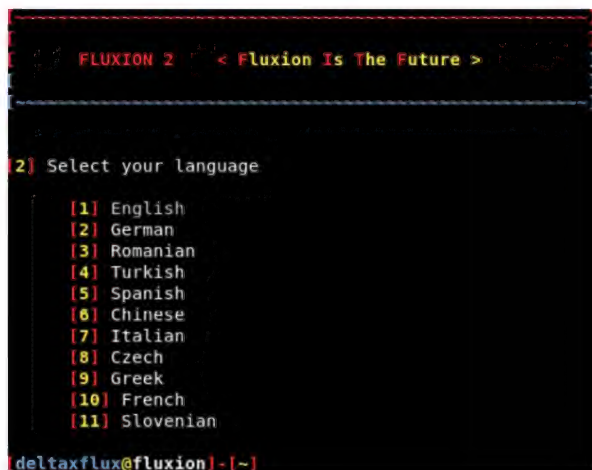 FLUXION 2 < Fluxion Is The Future >
[2] Select your language
[1] English
[2] German
[3] Romanian
[4] Turkish
[5] Spanish
[6] Chinese
[7] Italian
[8] Czech
[9] Greek
[10] French
[11] Slovenian
[deltaxflux@fluxion]-[~]